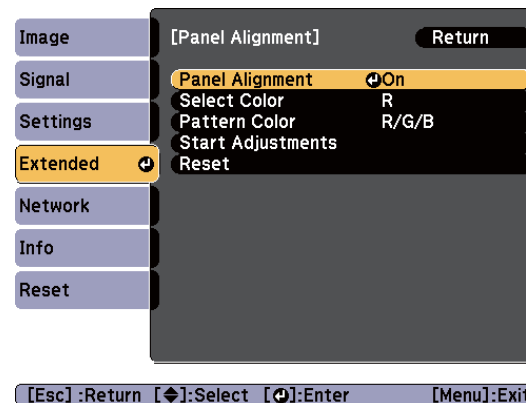 Image
Signal
Settings
Extended
Network
Info
Reset
[Panel Alignment] Return
Panel Alignment On
Select Color R
Pattern Color R/G/B
Start Adjustments
Reset
[Esc] :Return [◆]:Select [⏎]:Enter [Menu]:Exit